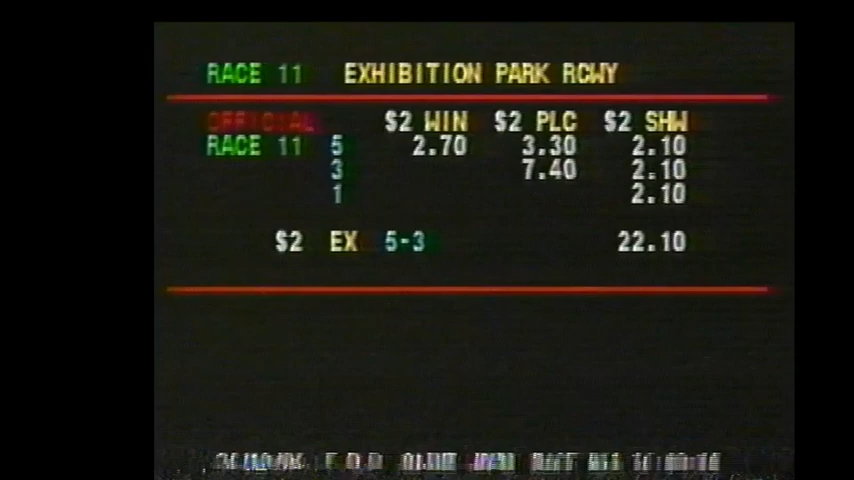 RACE 11 EXHIBITION PARK RCWY
OFFICIAL $2 WIN $2 PLC $2 SHW
RACE 11 5 2.70 3.30 2.10
3 7.40 2.10
1 2.10
$2 EX 5-3 22.10